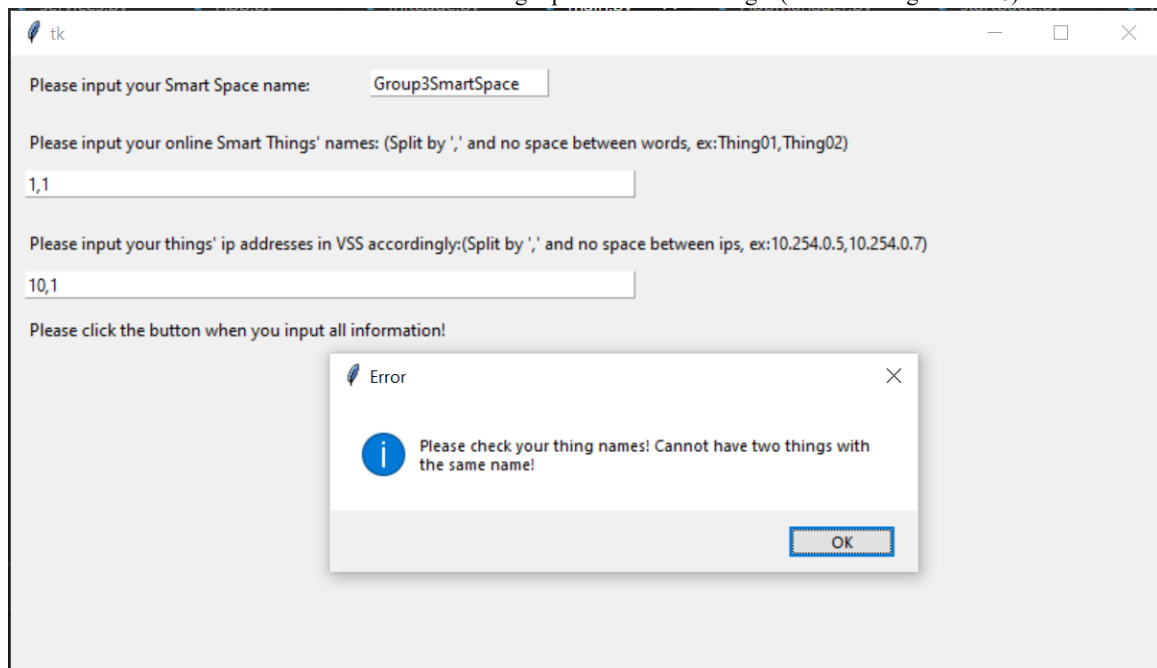 tk
Please input your Smart Space name:
Group3SmartSpace
Please input your online Smart Things' names: (Split by ',' and no space between words, ex:Thing01,Thing02)
1,1
Please input your things' ip addresses in VSS accordingly:(Split by ',' and no space between ips, ex:10.254.0.5,10.254.0.7)
10,1
Please click the button when you input all information!
Error
Please check your thing names! Cannot have two things with
the same name!
OK